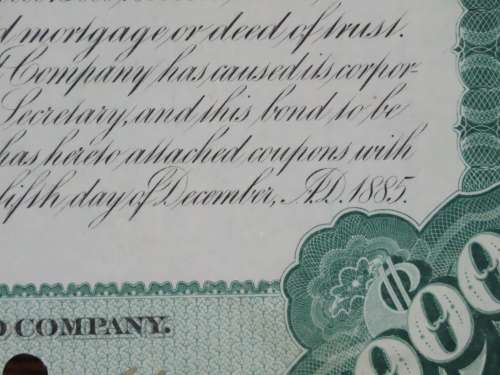 mortgage or deed of trust.
Company has caused its corpor-
Secretary, and this bond to be
has hereto attached coupons with
fifth day of December, A.D. 1885.
COMPANY.
$
000